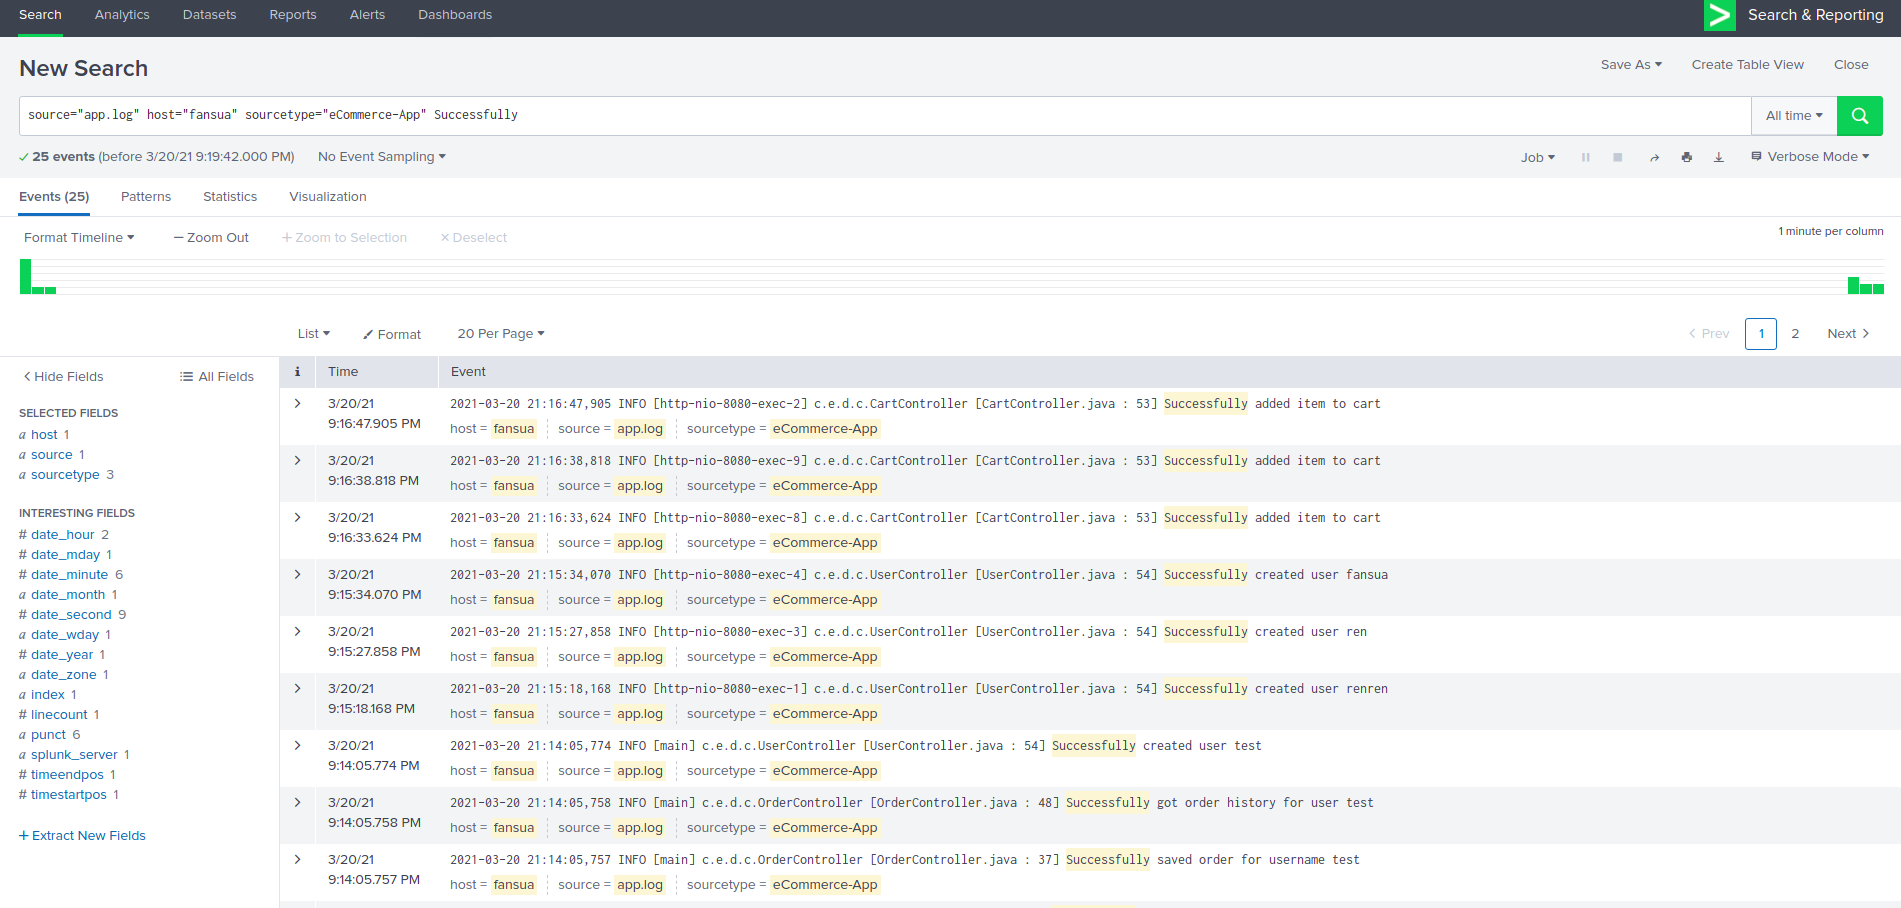 Search Analytics Datasets Reports Alerts Dashboards Search & Reporting
New Search Save As Create Table View Close
source="app.log" host="fansua" sourcetype="eCommerce-App" Successfully All time
25 events (before 3/20/21 9:19:42.000 PM) No Event Sampling Job Verbose Mode
Events (25) Patterns Statistics Visualization
Format Timeline — Zoom Out + Zoom to Selection × Deselect 1 minute per column
List Format 20 Per Page < Prev 1 2 Next >
< Hide Fields All Fields
SELECTED FIELDS
a host 1
a source 1
a sourcetype 3
INTERESTING FIELDS
# date_hour 2
# date_mday 1
# date_minute 6
a date_month 1
# date_second 9
a date_wday 1
# date_year 1
a date_zone 1
a index 1
# linecount 1
a punct 6
a splunk_server 1
# timeendpos 1
# timestartpos 1
+ Extract New Fields
i Time Event
> 3/20/21 2021-03-20 21:16:47,905 INFO [http-nio-8080-exec-2] c.e.d.c.CartController [CartController.java : 53] Successfully added item to cart
9:16:47.905 PM host = fansua source = app.log sourcetype = eCommerce-App
> 3/20/21 2021-03-20 21:16:38,818 INFO [http-nio-8080-exec-9] c.e.d.c.CartController [CartController.java : 53] Successfully added item to cart
9:16:38.818 PM host = fansua source = app.log sourcetype = eCommerce-App
> 3/20/21 2021-03-20 21:16:33,624 INFO [http-nio-8080-exec-8] c.e.d.c.CartController [CartController.java : 53] Successfully added item to cart
9:16:33.624 PM host = fansua source = app.log sourcetype = eCommerce-App
> 3/20/21 2021-03-20 21:15:34,070 INFO [http-nio-8080-exec-4] c.e.d.c.UserController [UserController.java : 54] Successfully created user fansua
9:15:34.070 PM host = fansua source = app.log sourcetype = eCommerce-App
> 3/20/21 2021-03-20 21:15:27,858 INFO [http-nio-8080-exec-3] c.e.d.c.UserController [UserController.java : 54] Successfully created user ren
9:15:27.858 PM host = fansua source = app.log sourcetype = eCommerce-App
> 3/20/21 2021-03-20 21:15:18,168 INFO [http-nio-8080-exec-1] c.e.d.c.UserController [UserController.java : 54] Successfully created user renren
9:15:18.168 PM host = fansua source = app.log sourcetype = eCommerce-App
> 3/20/21 2021-03-20 21:14:05,774 INFO [main] c.e.d.c.UserController [UserController.java : 54] Successfully created user test
9:14:05.774 PM host = fansua source = app.log sourcetype = eCommerce-App
> 3/20/21 2021-03-20 21:14:05,758 INFO [main] c.e.d.c.OrderController [OrderController.java : 48] Successfully got order history for user test
9:14:05.758 PM host = fansua source = app.log sourcetype = eCommerce-App
> 3/20/21 2021-03-20 21:14:05,757 INFO [main] c.e.d.c.OrderController [OrderController.java : 37] Successfully saved order for username test
9:14:05.757 PM host = fansua source = app.log sourcetype = eCommerce-App